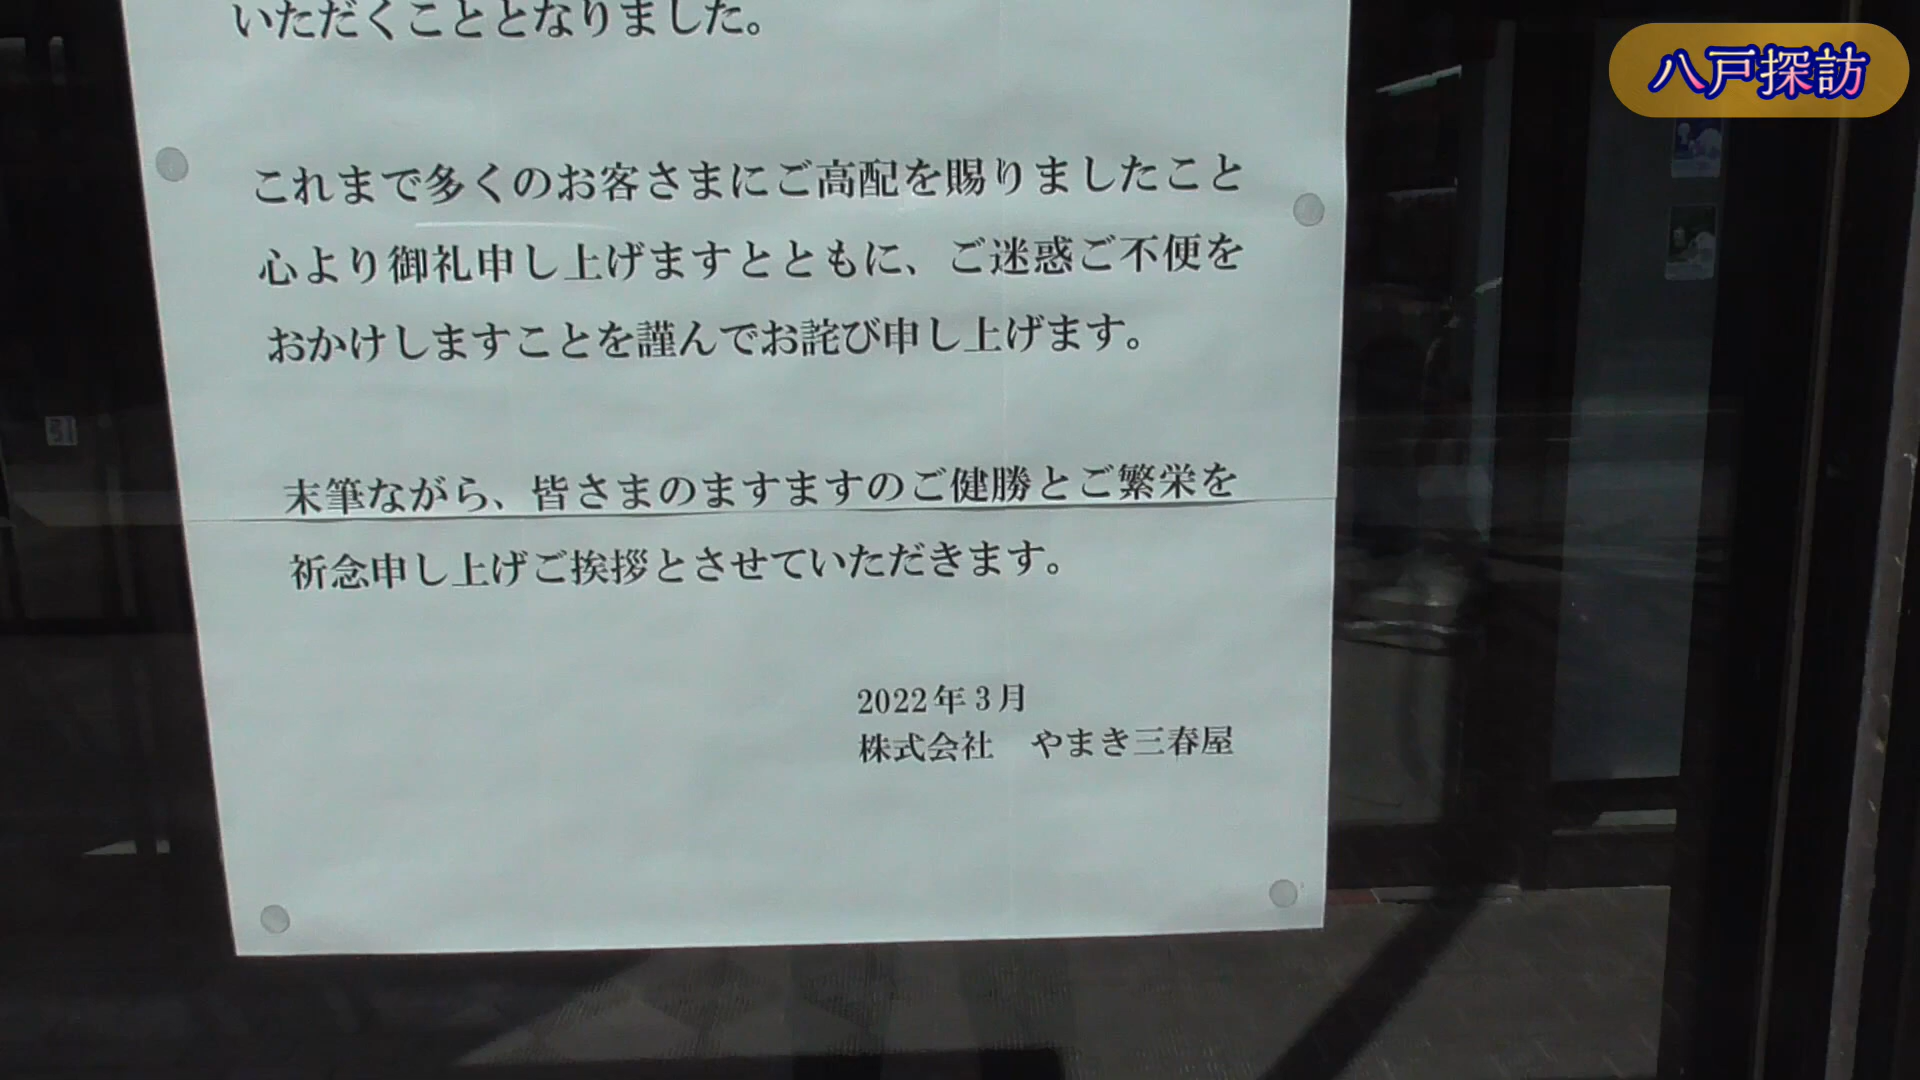 いただくこととなりました。
八戸探訪
これまで多くのお客さまにご高配を賜りましたこと
心より御礼申し上げますとともに、ご迷惑ご不便を
おかけしますことを謹んでお詫び申し上げます。
末筆ながら、皆さまのますますのご健勝とご繁栄を
祈念申し上げご挨拶とさせていただきます。
2022年3月
株式会社　やまき三春屋